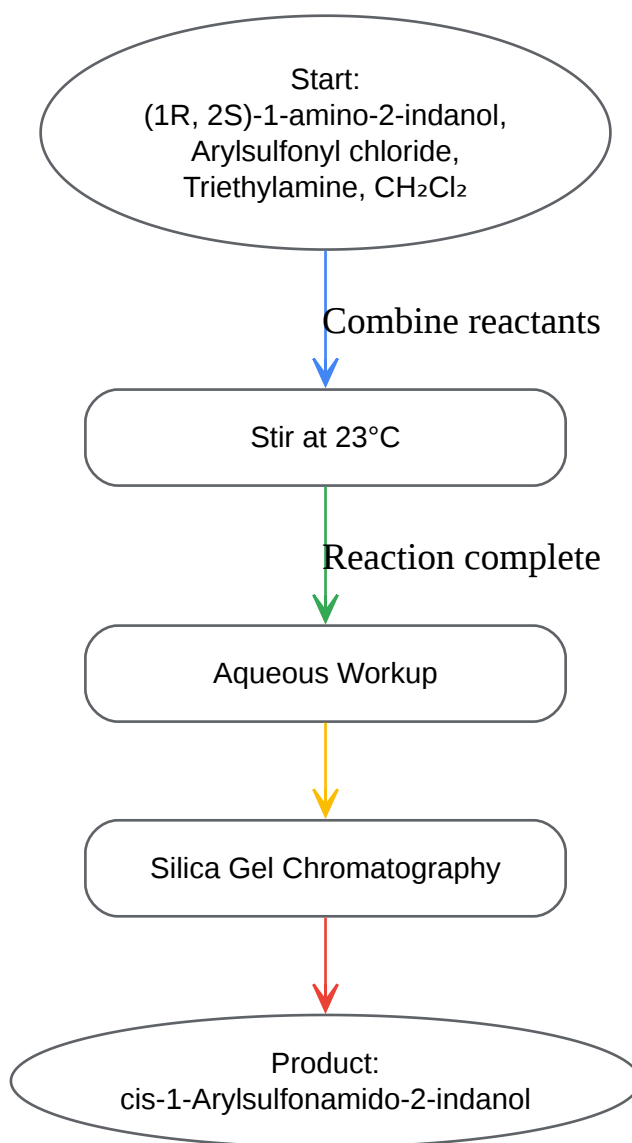 Start:
(1R, 2S)-1-amino-2-indanol,
Arylsulfonyl chloride,
Triethylamine, CH₂Cl₂
Combine reactants
Stir at 23°C
Reaction complete
Aqueous Workup
Silica Gel Chromatography
Product:
cis-1-Arylsulfonamido-2-indanol